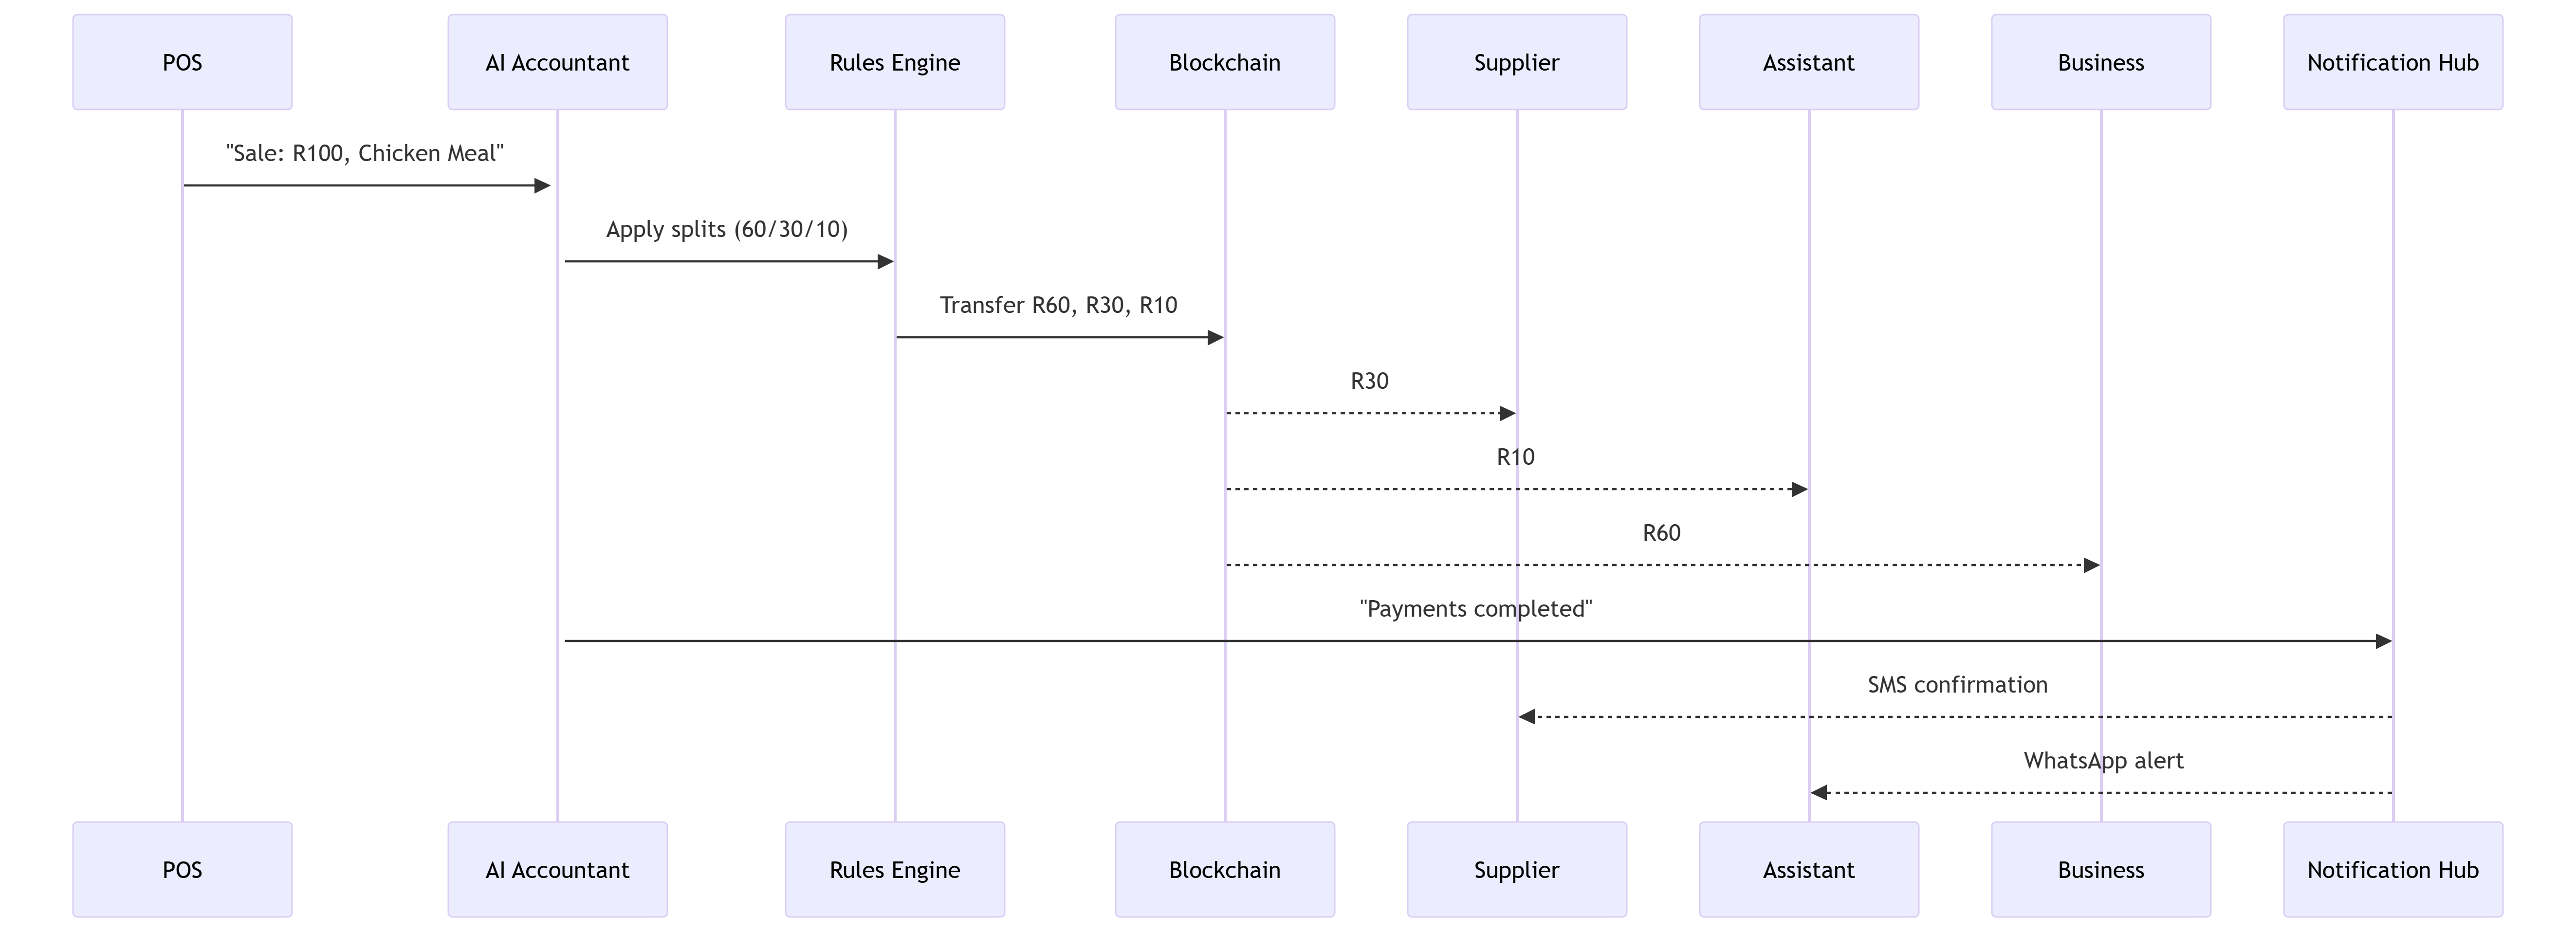 POS
AI Accountant
Rules Engine
Blockchain
Supplier
Assistant
Business
Notification Hub
"Sale: R100, Chicken Meal"
Apply splits (60/30/10)
Transfer R60, R30, R10
R30
R10
R60
"Payments completed"
SMS confirmation
WhatsApp alert
POS
AI Accountant
Rules Engine
Blockchain
Supplier
Assistant
Business
Notification Hub